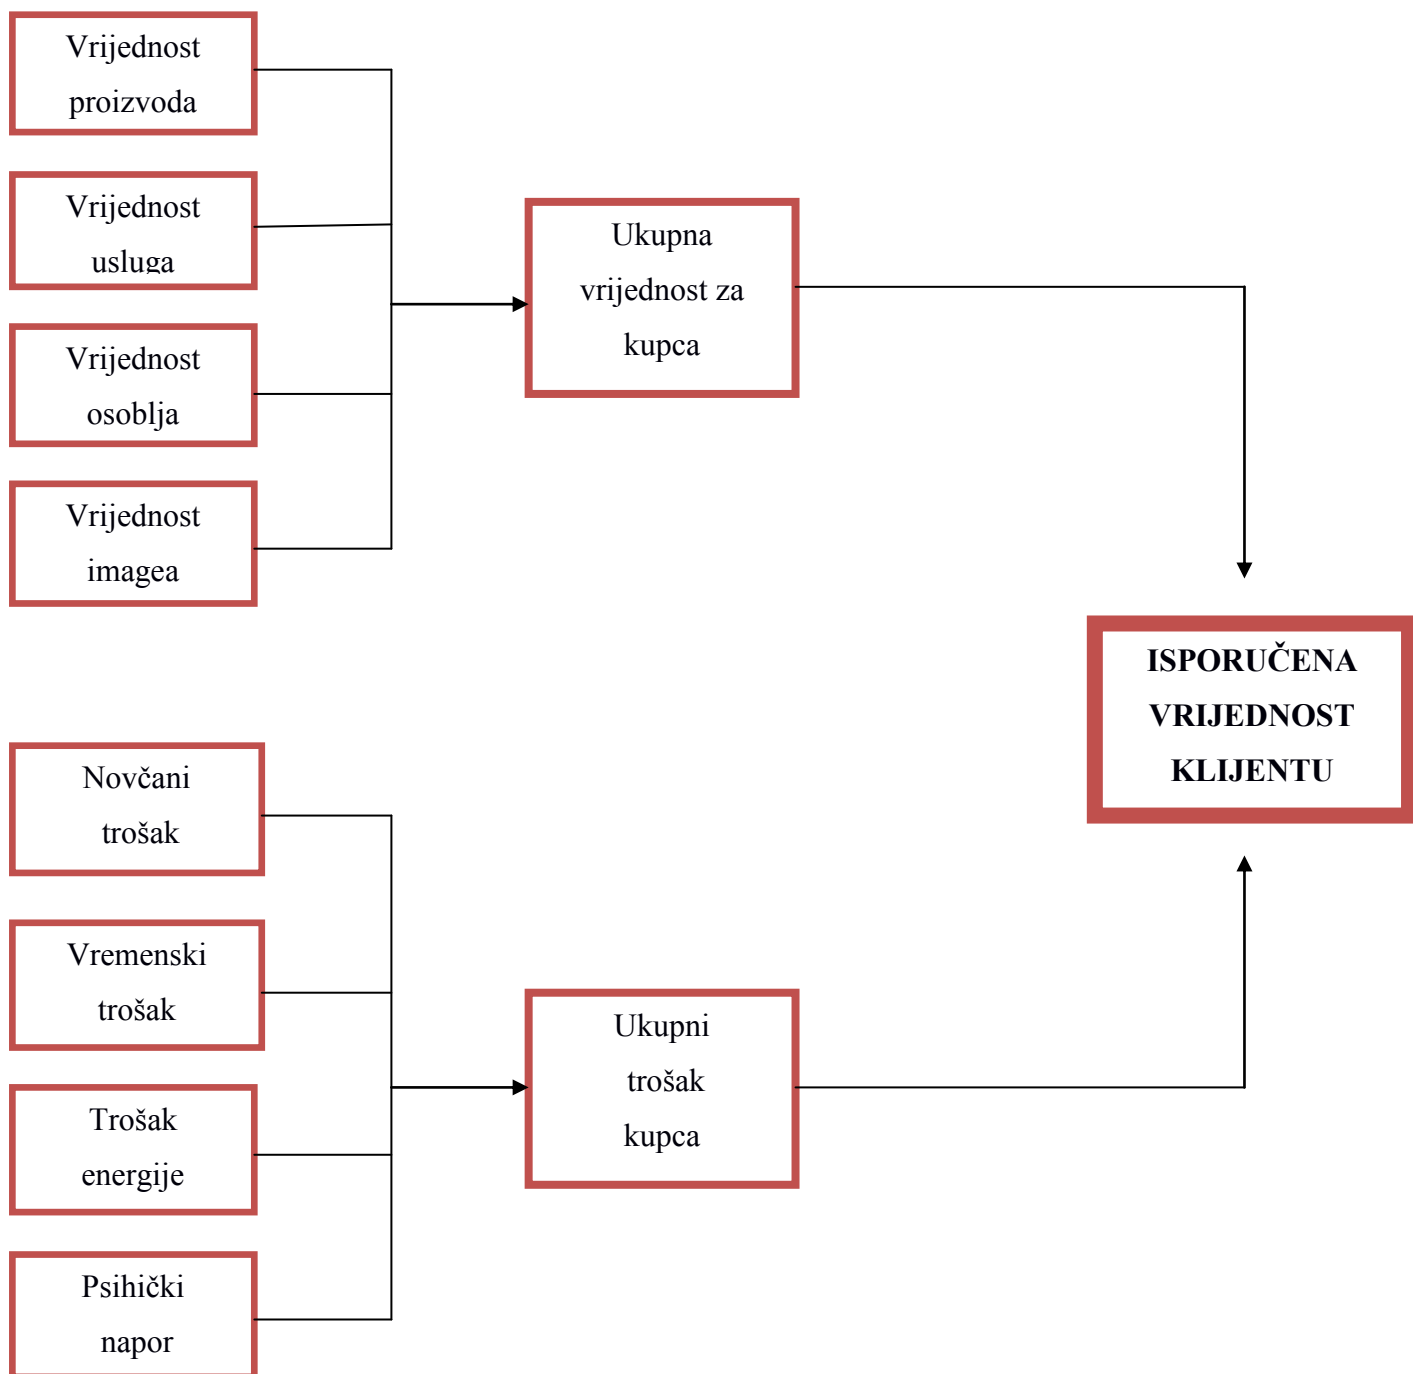 Vrijednost
proizvoda
Vrijednost
usluga
Vrijednost
osoblja
Vrijednost
imagea
Ukupna
vrijednost za
kupca
ISPORUČENA
VRIJEDNOST
KLIJENTU
Novčani
trošak
Vremenski
trošak
Trošak
energije
Psihički
napor
Ukupni
trošak
kupca